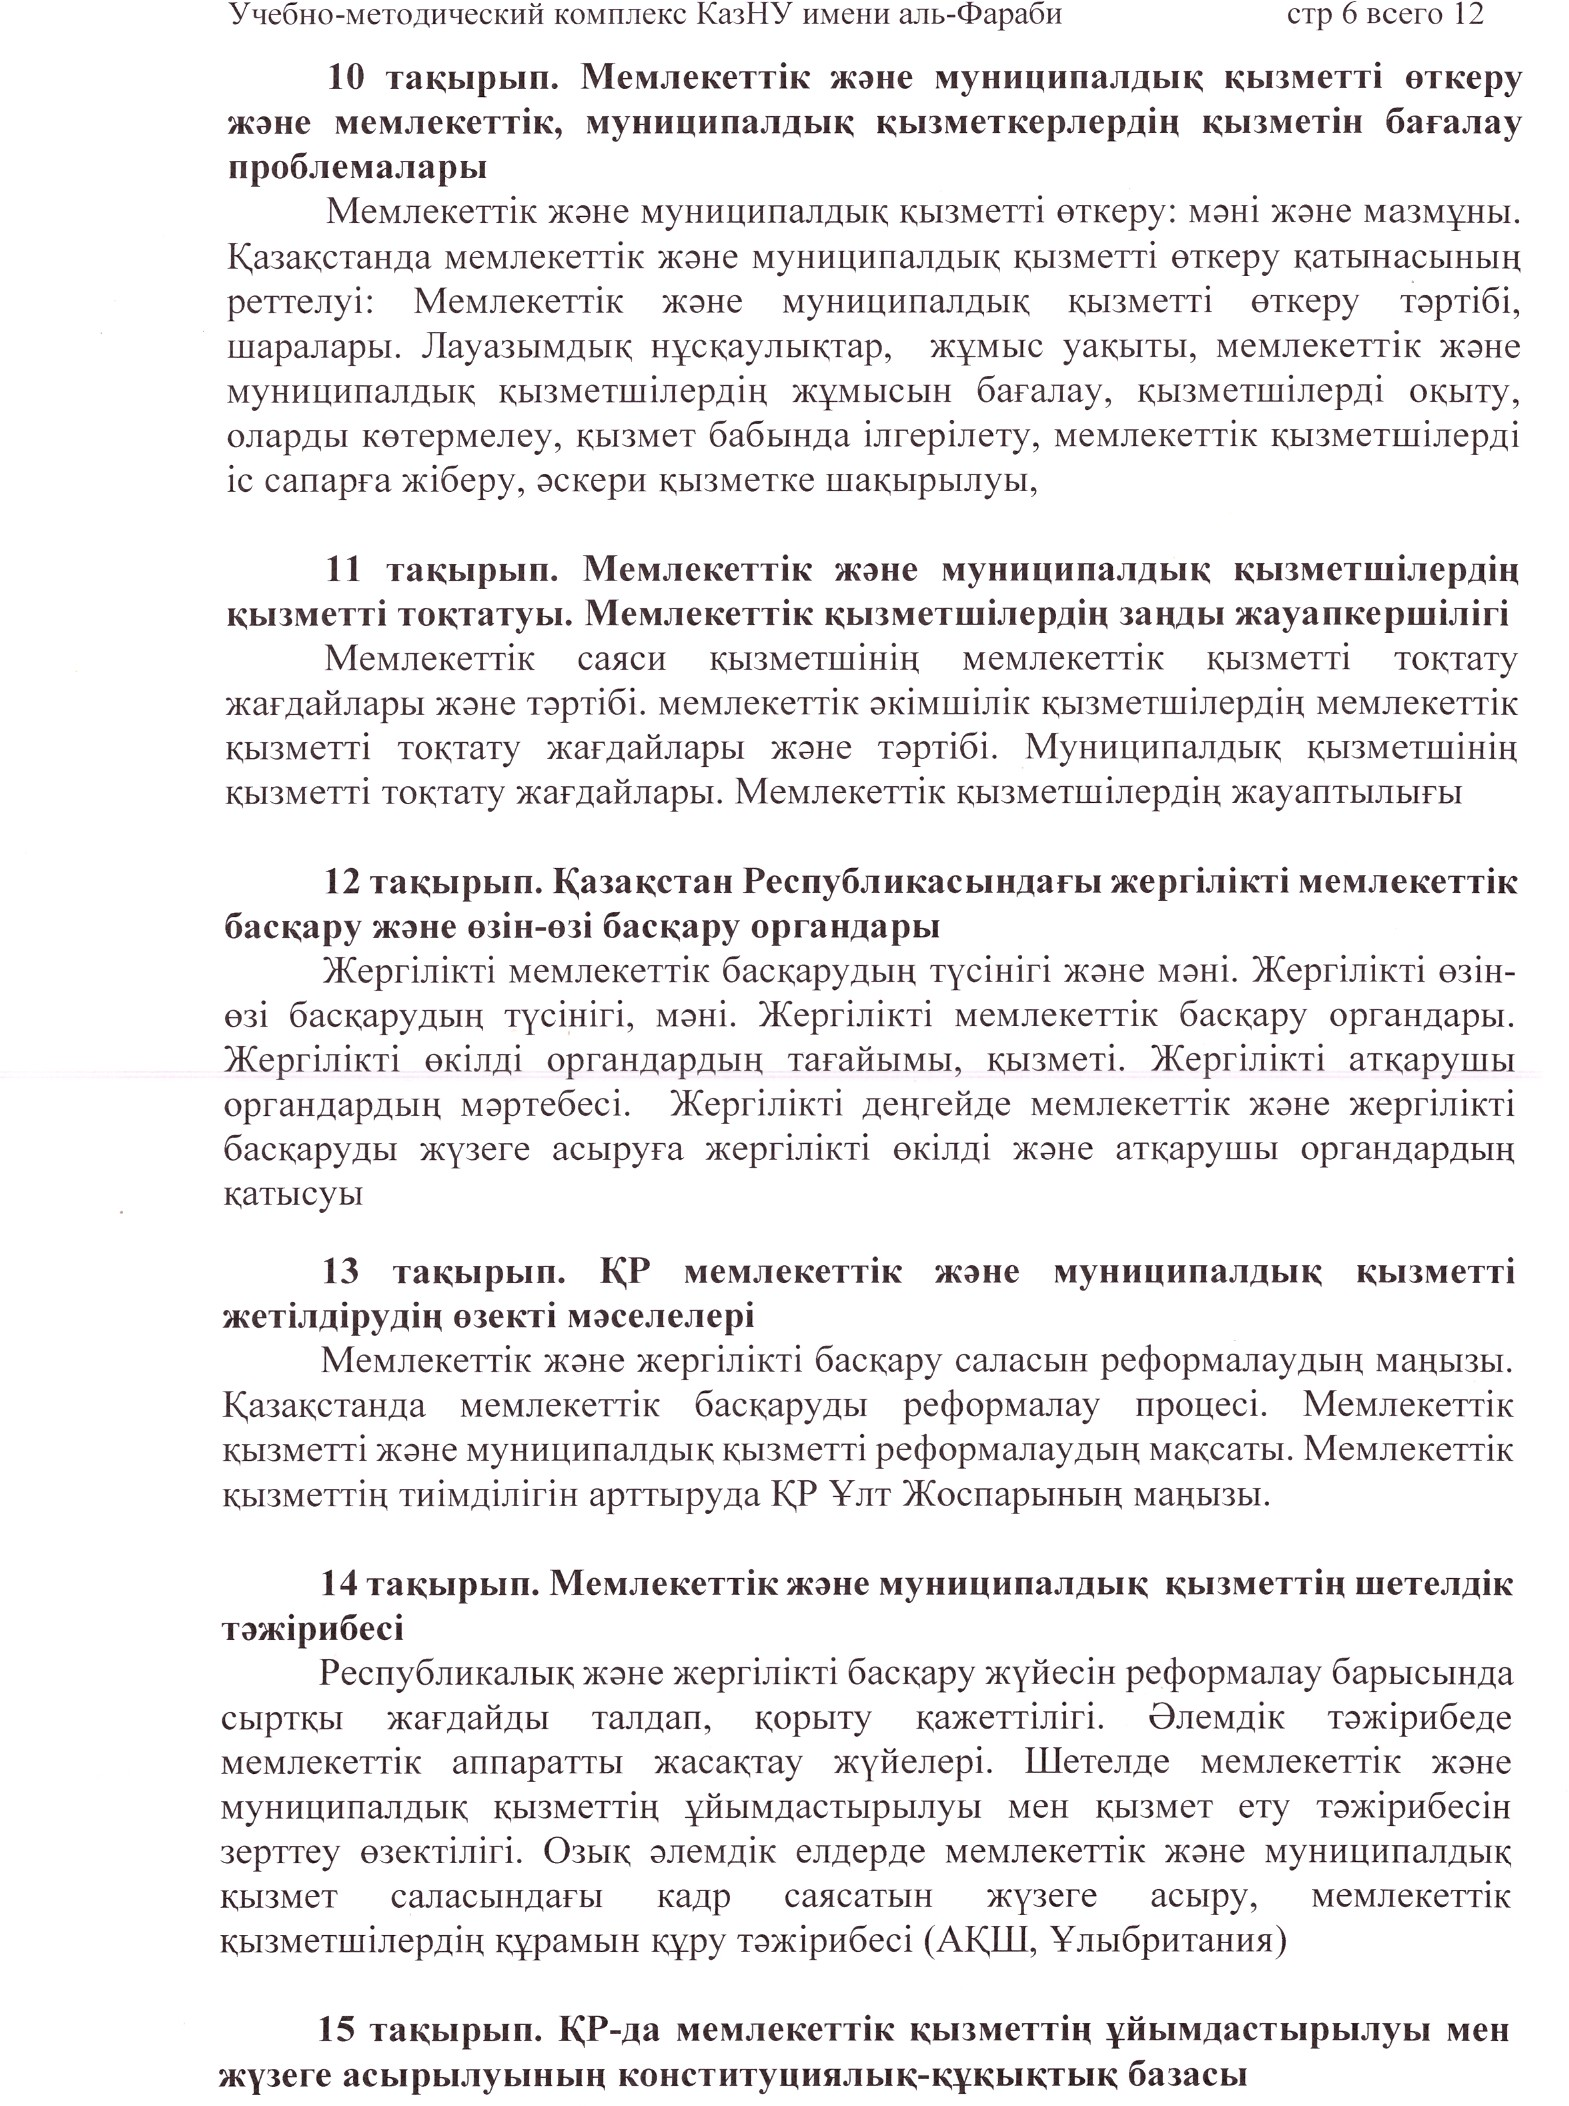 Учебно-методический комплекс КазНУ имени аль-Фараби стр 6 всего 12
10 тақырып. Мемлекеттік және муниципалдық қызметті өткеру
және мемлекеттік, муниципалдық қызметкерлердің қызметін бағалау
проблемалары
Мемлекеттік және муниципалдық қызметті өткеру: мәні және мазмұны.
Қазақстанда мемлекеттік және муниципалдық қызметті өткеру қатынасының
реттелуі: Мемлекеттік және муниципалдық қызметті өткеру тәртібі,
шаралары. Лауазымдық нұсқаулықтар, жұмыс уақыты, мемлекеттік және
муниципалдық қызметшілердің жұмысын бағалау, қызметшілерді оқыту,
оларды көтермелеу, қызмет бабында ілгерілету, мемлекеттік қызметшілерді
іс сапарға жіберу, әскери қызметке шақырылуы,
11 тақырып. Мемлекеттік және муниципалдық қызметшілердің
қызметті тоқтатуы. Мемлекеттік қызметшілердің заңды жауапкершілігі
Мемлекеттік саяси қызметшінің мемлекеттік қызметті тоқтату
жағдайлары және тәртібі. мемлекеттік әкімшілік қызметшілердің мемлекеттік
қызметті тоқтату жағдайлары және тәртібі. Муниципалдық қызметшінің
қызметті тоқтату жағдайлары. Мемлекеттік қызметшілердің жауаптылығы
12 тақырып. Қазақстан Республикасындағы жергілікті мемлекеттік
басқару және өзін-өзі басқару органдары
Жергілікті мемлекеттік басқарудың түсінігі және мәні. Жергілікті өзін-
өзі басқарудың түсінігі, мәні. Жергілікті мемлекеттік басқару органдары.
Жергілікті өкілді органдардың тағайымы, қызметі. Жергілікті атқарушы
органдардың мәртебесі. Жергілікті деңгейде мемлекеттік және жергілікті
басқаруды жүзеге асыруға жергілікті өкілді және атқарушы органдардың
қатысуы
13 тақырып. ҚР мемлекеттік және муниципалдық қызметті
жетілдірудің өзекті мәселелері
Мемлекеттік және жергілікті басқару саласын реформалаудың маңызы.
Қазақстанда мемлекеттік басқаруды реформалау процесі. Мемлекеттік
қызметті және муниципалдық қызметті реформалаудың мақсаты. Мемлекеттік
қызметтің тиімділігін арттыруда ҚР Ұлт Жоспарының маңызы.
14 тақырып. Мемлекеттік және муниципалдық қызметтің шетелдік
тәжірибесі
Республикалық және жергілікті басқару жүйесін реформалау барысында
сыртқы жағдайды талдап, қорыту қажеттілігі. Әлемдік тәжірибеде
мемлекеттік аппаратты жасақтау жүйелері. Шетелде мемлекеттік және
муниципалдық қызметтің ұйымдастырылуы мен қызмет ету тәжірибесін
зерттеу өзектілігі. Озық әлемдік елдерде мемлекеттік және муниципалдық
қызмет саласындағы кадр саясатын жүзеге асыру, мемлекеттік
қызметшілердің құрамын құру тәжірибесі (АҚШ, Ұлыбритания)
15 тақырып. ҚР-да мемлекеттік қызметтің ұйымдастырылуы мен
жүзеге асырылуының конституциялық-құқықтық базасы